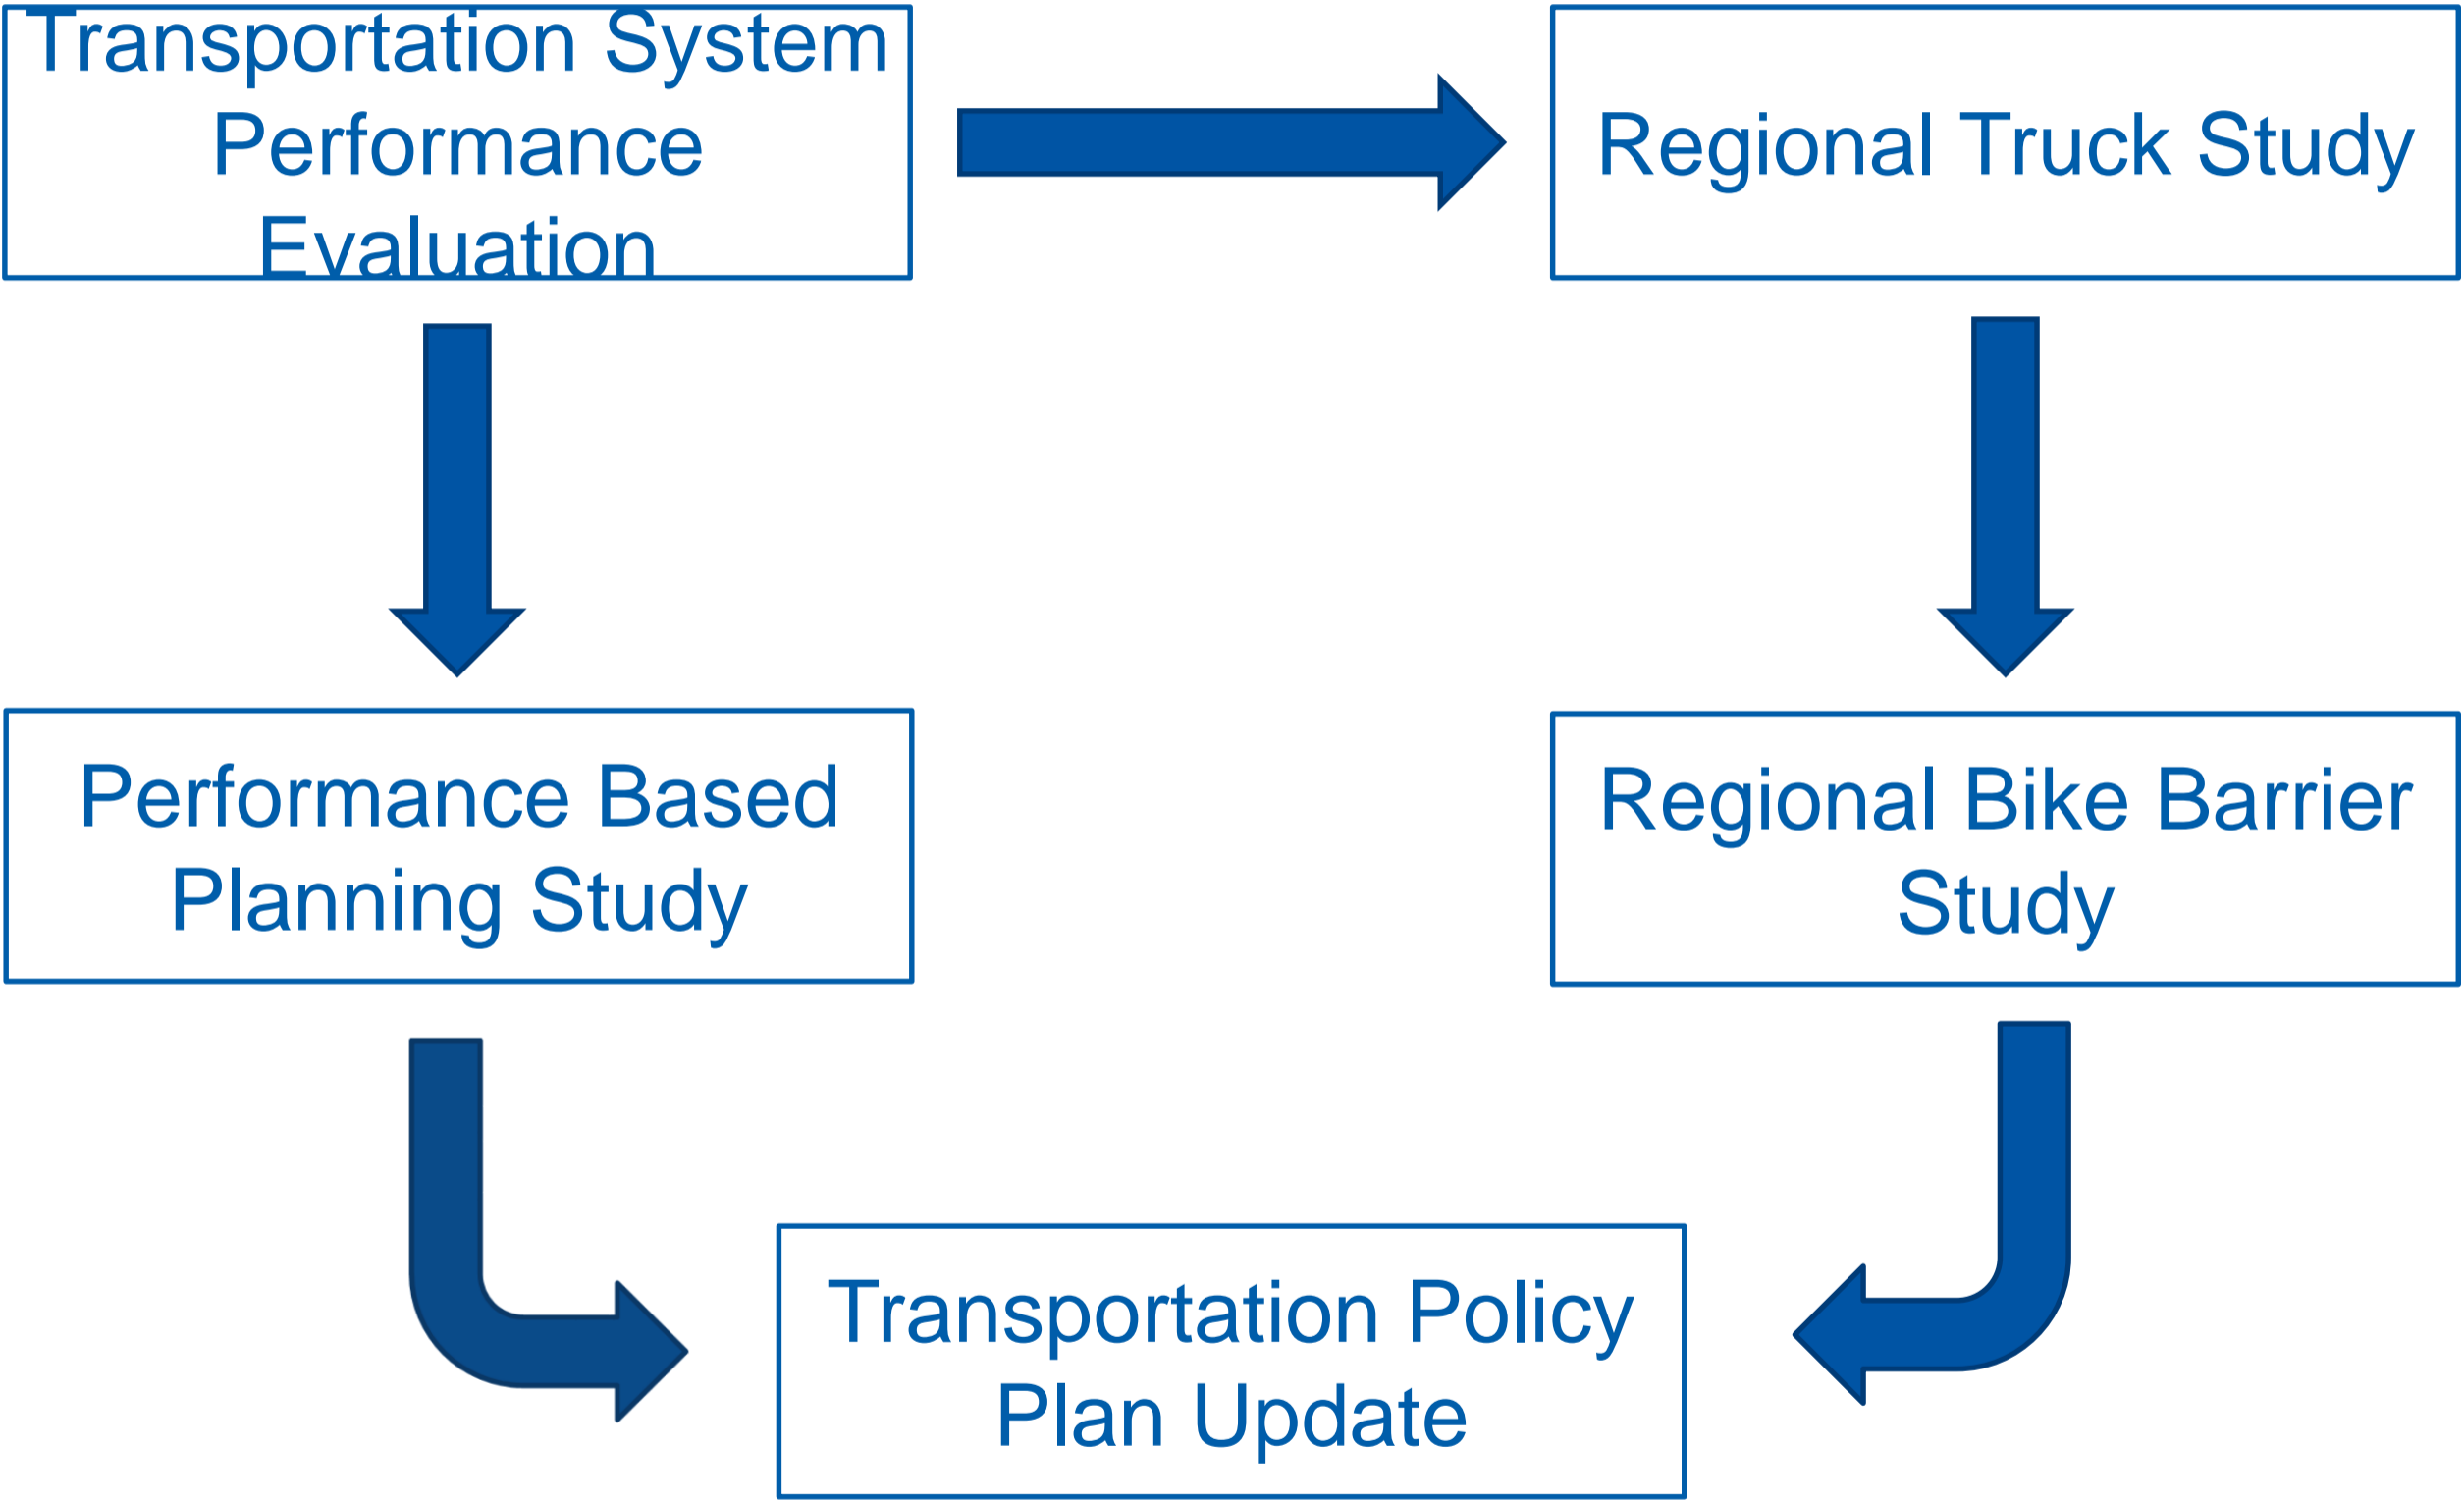 Transportation System
Performance
Evaluation
Regional Truck Study
Performance Based
Planning Study
Regional Bike Barrier
Study
Transportation Policy
Plan Update